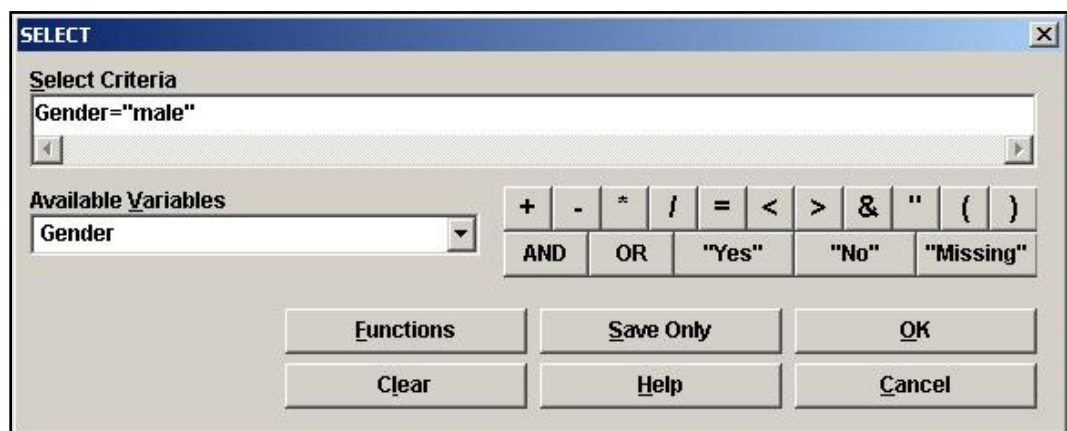 SELECT
Select Criteria
Gender="male"
Available Variables
Gender
+ - * / = < > & " ( )
AND OR "Yes" "No" "Missing"
Functions Save Only OK
Clear Help Cancel